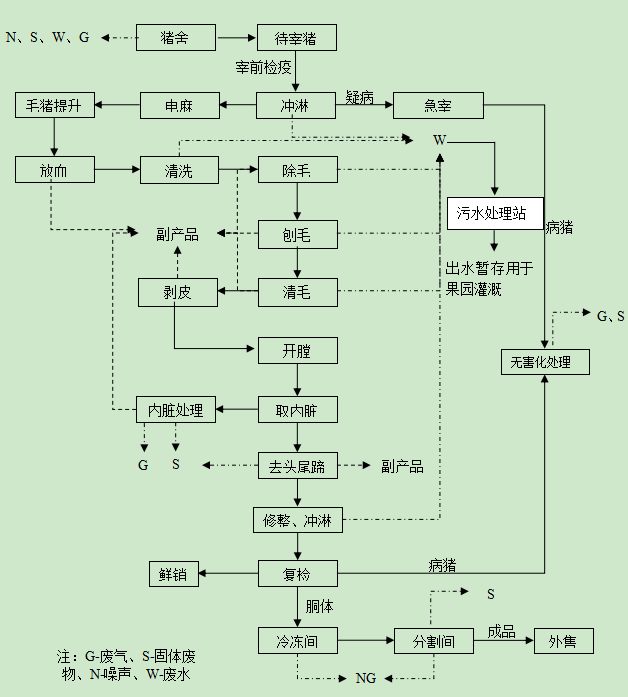 N、S、W、G
猪舍
待宰猪
宰前检疫
毛猪提升
电麻
冲淋
疑病
急宰
W
放血
清洗
除毛
污水处理站
病猪
副产品
刨毛
出水暂存用于
果园灌溉
剥皮
清毛
G、S
开膛
无害化处理
内脏处理
取内脏
G
S
去头尾蹄
副产品
修整、冲淋
鲜销
复检
病猪
胴体
S
冷冻间
分割间
成品
外售
注：G-废气、S-固体废
物、N-噪声、W-废水
NG